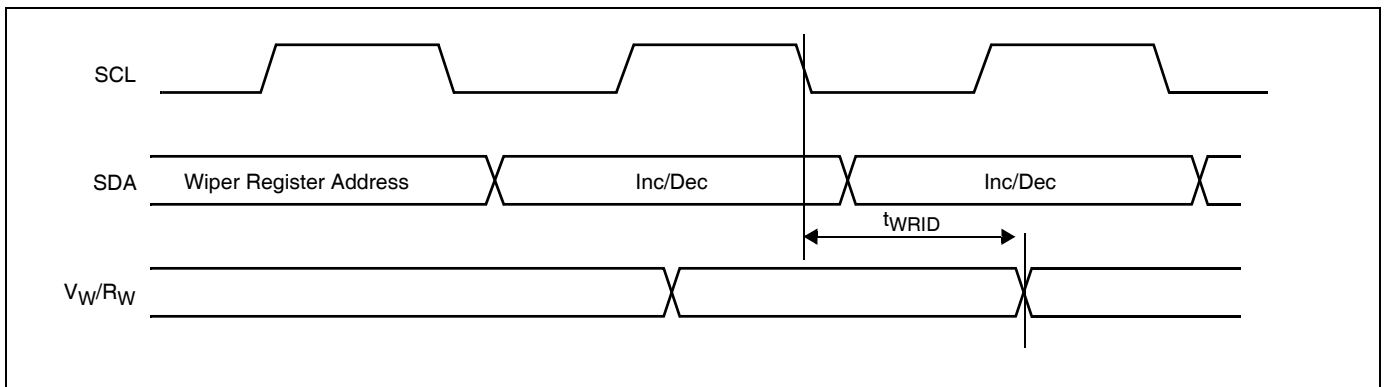 SCL
SDA
Wiper Register Address
Inc/Dec
Inc/Dec
tWRID
VW/RW